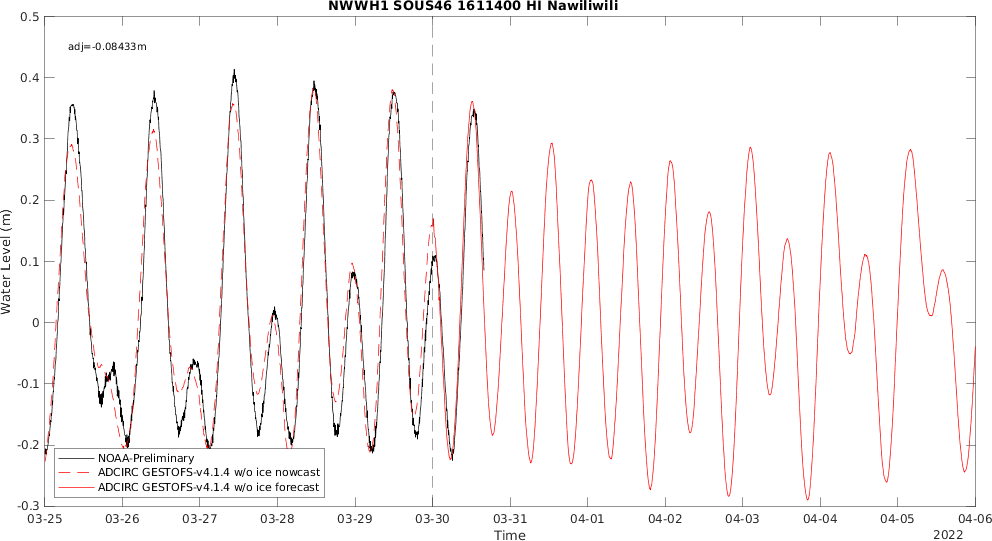 NWWH1 SOUS46 1611400 HI Nawiliwili
adj=-0.08433m
0.5
0.4
0.3
0.2
0.1
0
-0.1
-0.2
-0.3
Water Level (m)
NOAA-Preliminary
ADCIRC GESTOFS-v4.1.4 w/o ice nowcast
ADCIRC GESTOFS-v4.1.4 w/o ice forecast
03-25 03-26 03-27 03-28 03-29 03-30 03-31 04-01 04-02 04-03 04-04 04-05 04-06
Time
2022